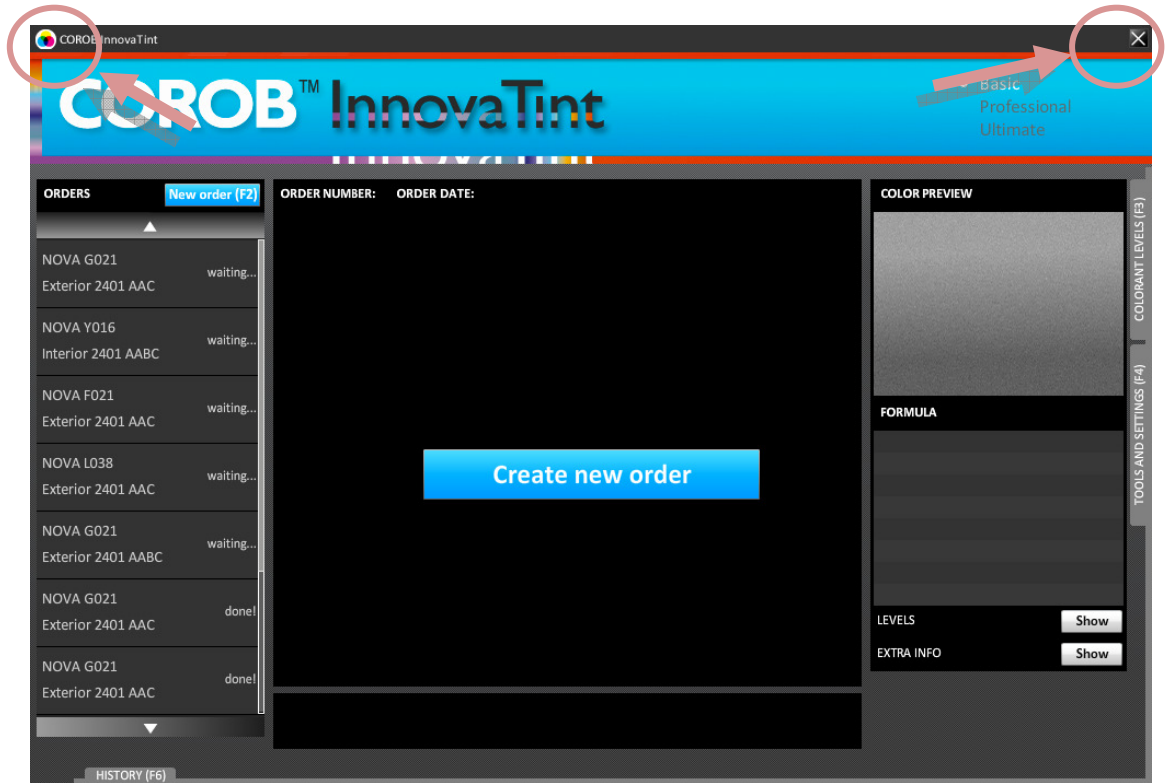 COROB InnovaTint
COROB™ InnovaTint
Basic
Professional
Ultimate
ORDERS
New order (F2)
NOVA G021
Exterior 2401 AAC
waiting...
NOVA Y016
Interior 2401 AABC
waiting...
NOVA F021
Exterior 2401 AAC
waiting...
NOVA L038
Exterior 2401 AAC
waiting...
NOVA G021
Exterior 2401 AABC
waiting...
NOVA G021
Exterior 2401 AAC
done!
NOVA G021
Exterior 2401 AAC
done!
ORDER NUMBER: ORDER DATE:
Create new order
COLOR PREVIEW
FORMULA
LEVELS
Show
EXTRA INFO
Show
COLORANT LEVELS (F3)
TOOLS AND SETTINGS (F4)
HISTORY (F6)